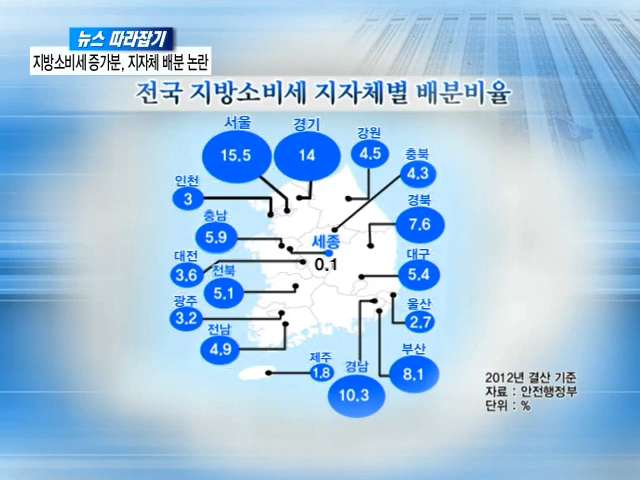 뉴스 따라잡기
지방소비세 증가분, 지자체 배분 논란
전국 지방소비세 지자체별 배분비율
서울
15.5
경기
14
강원
4.5
충북
4.3
인천
3
경북
7.6
충남
5.9
세종
0.1
대전
3.6
대구
5.4
전북
5.1
광주
3.2
울산
2.7
전남
4.9
제주
1.8
경남
10.3
부산
8.1
2012년 결산 기준
자료 : 안전행정부
단위 : %